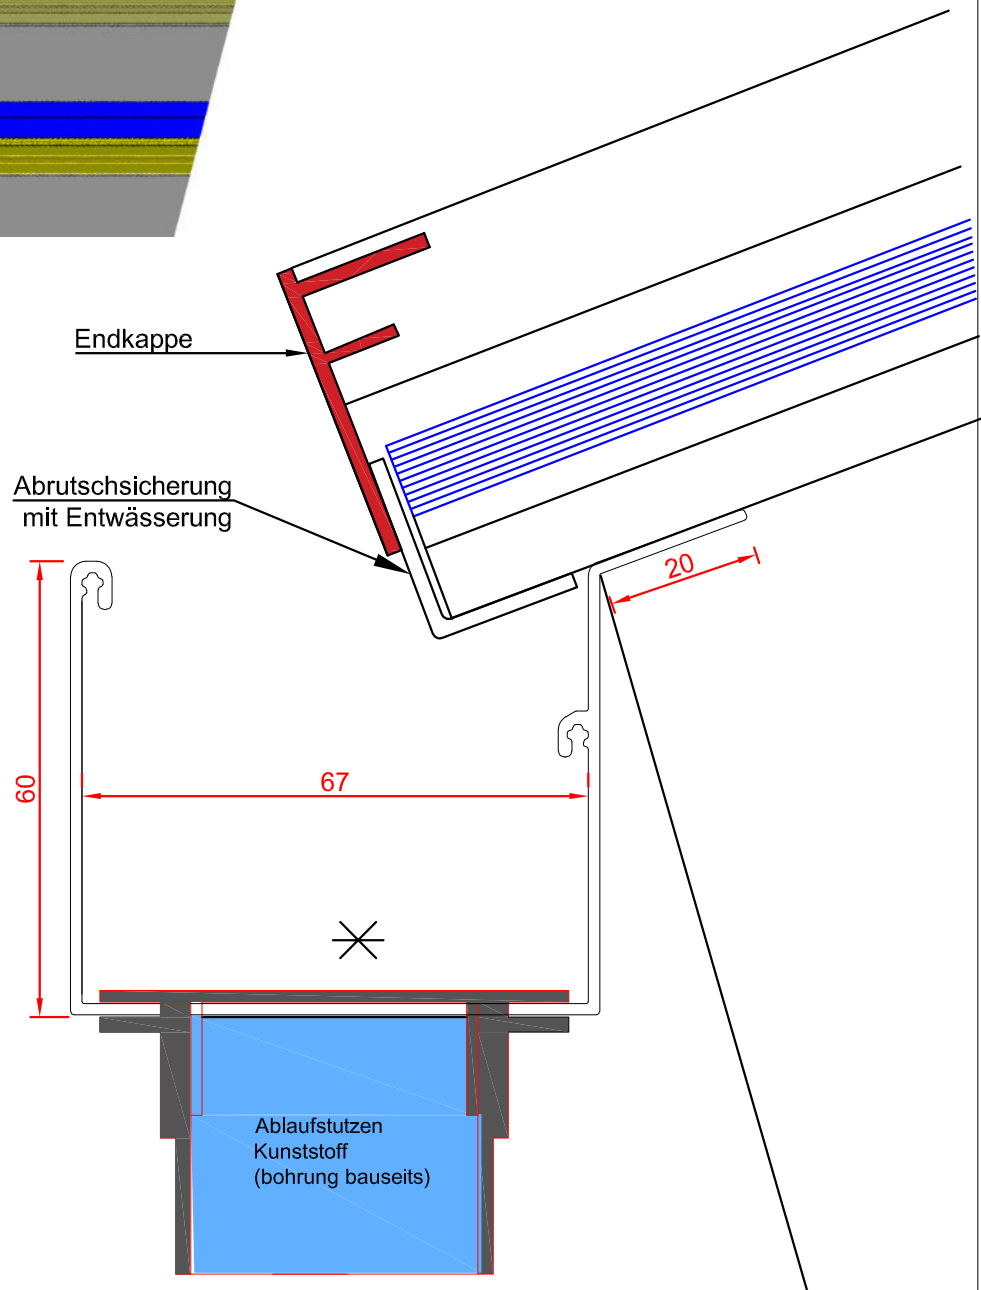 Endkappe
Abrutschsicherung
mit Entwässerung
20
60
67
Ablaufstutzen
Kunststoff
(bohrung bauseits)